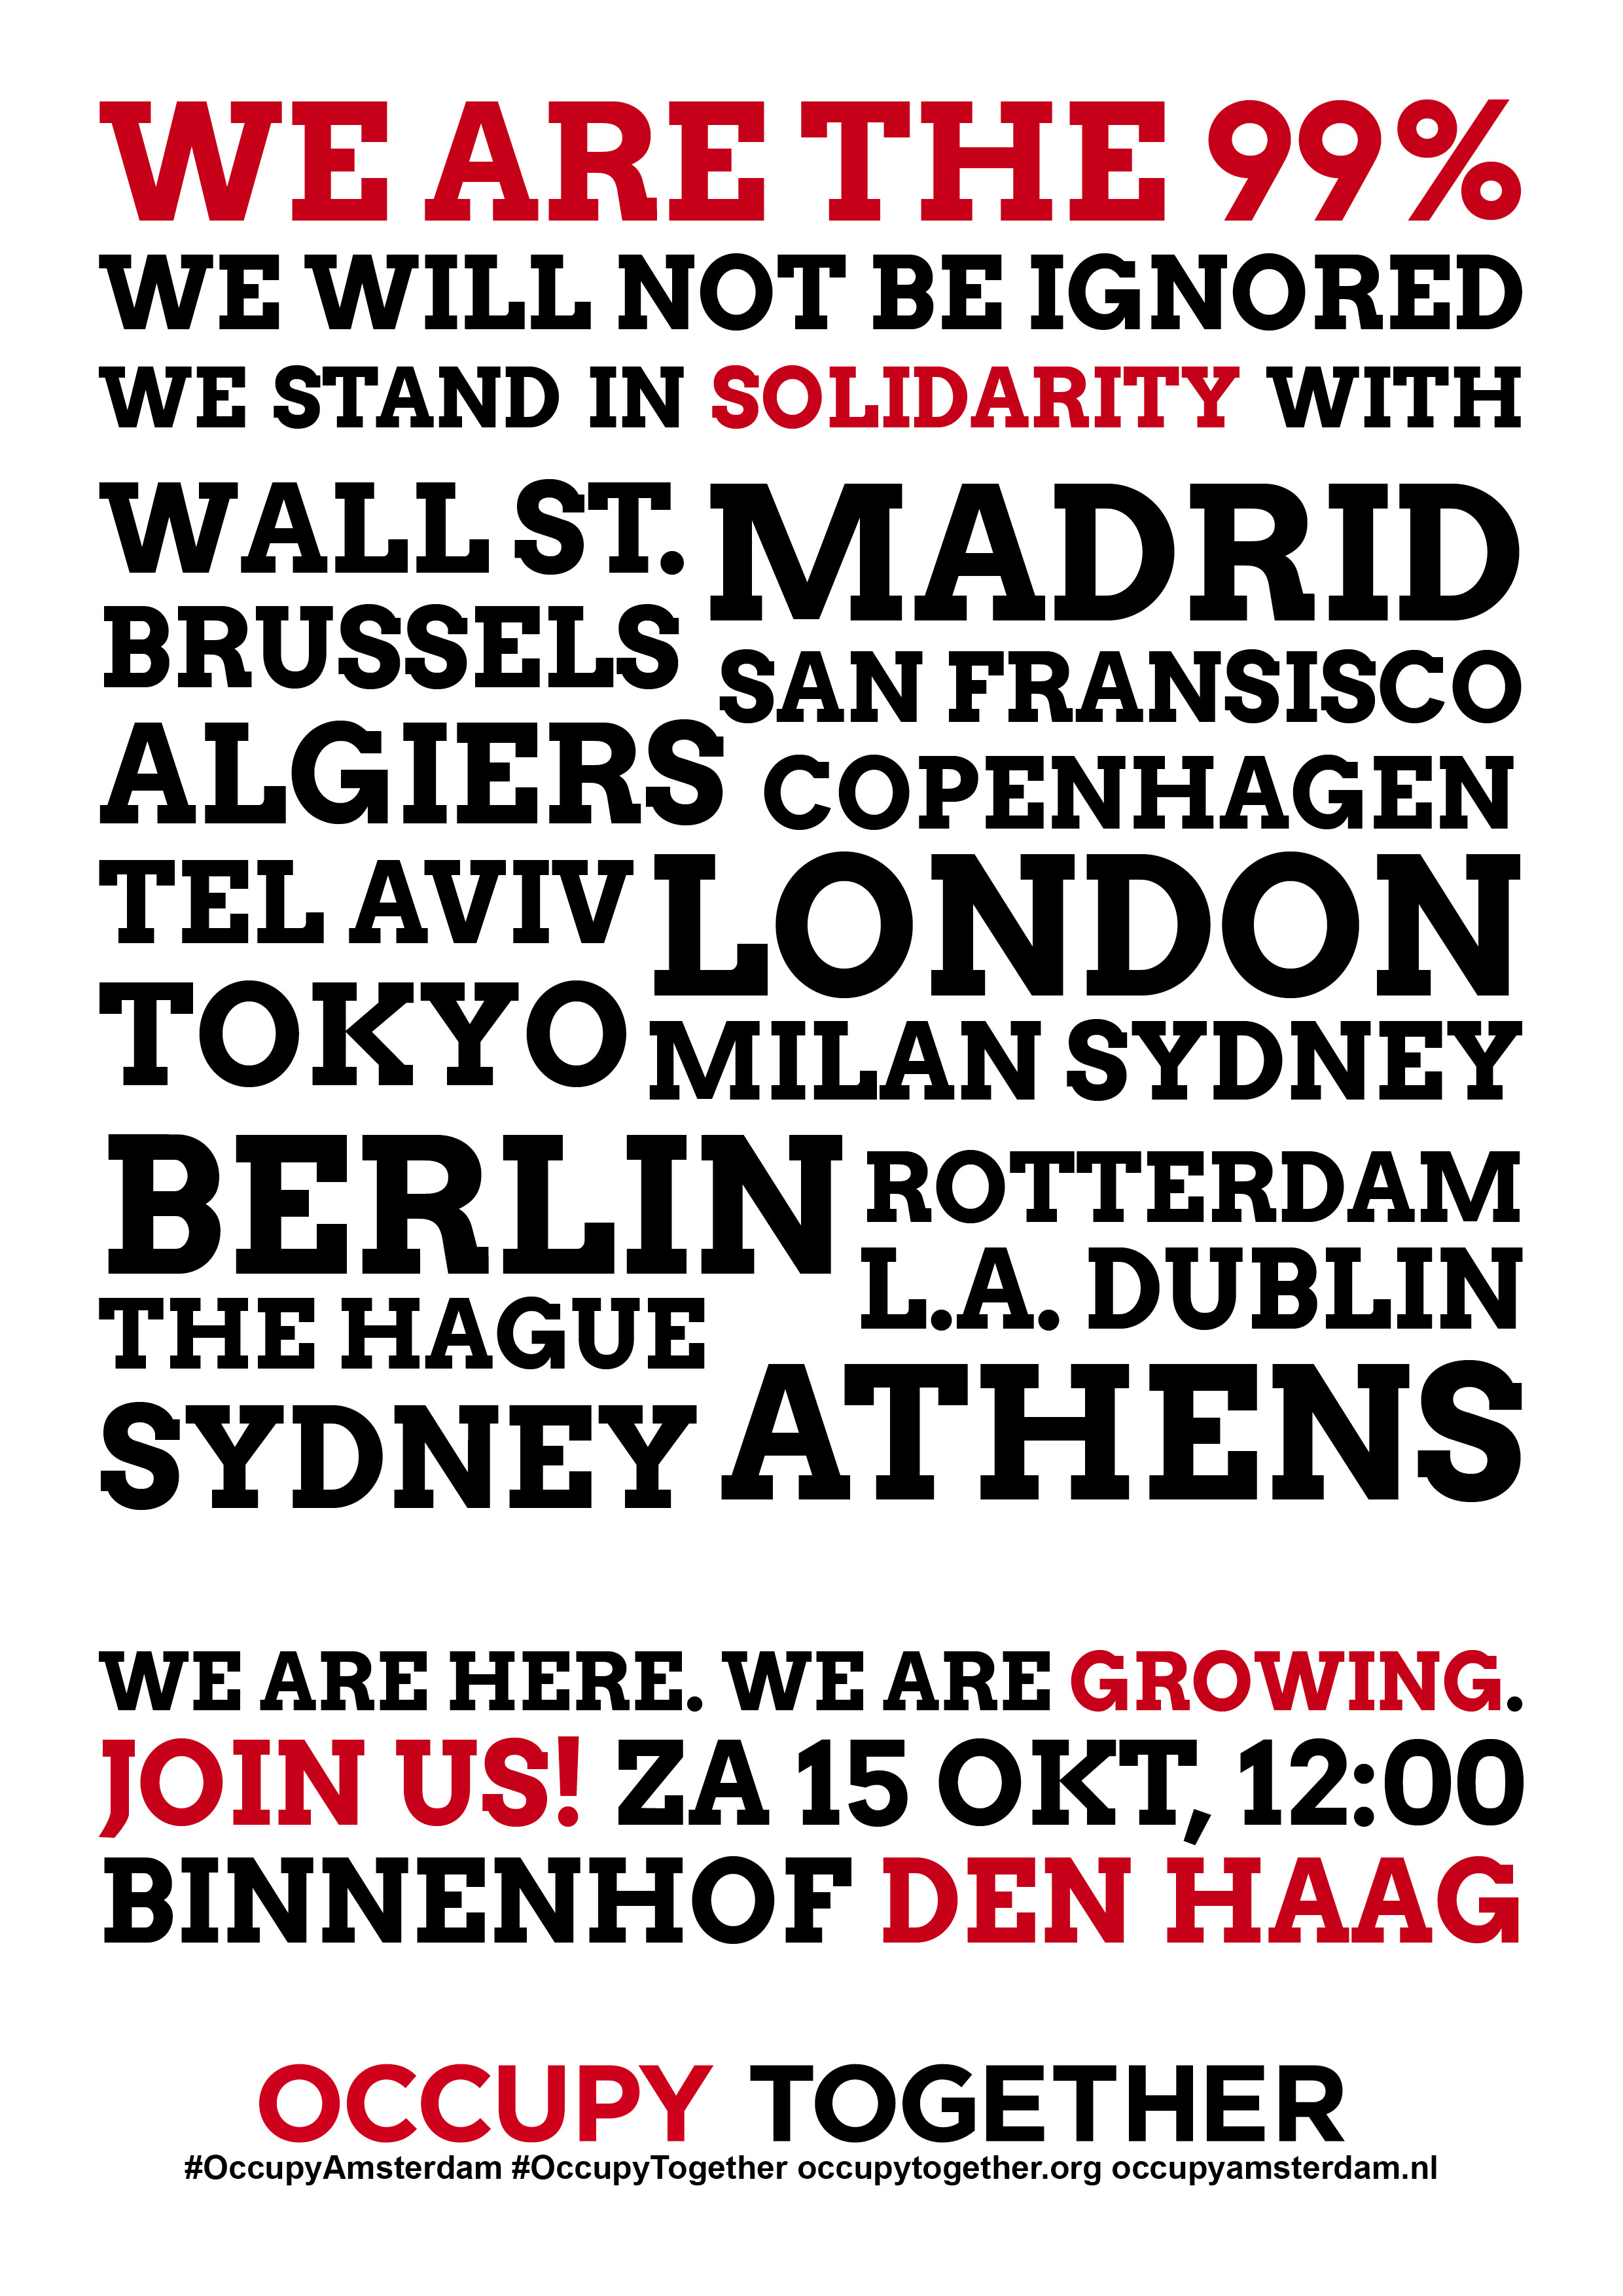 WE ARE THE 99%
WE WILL NOT BE IGNORED
WE STAND IN SOLIDARITY WITH
WALL ST.
MADRID
BRUSSELS
SAN FRANSISCO
ALGIERS
COPENHAGEN
TEL AVIV
LONDON
TOKYO
MILAN SYDNEY
BERLIN
ROTTERDAM
L.A. DUBLIN
THE HAGUE
SYDNEY
ATHENS
WE ARE HERE. WE ARE GROWING.
JOIN US! ZA 15 OKT, 12:00
BINNENHOF DEN HAAG
OCCUPY TOGETHER
#OccupyAmsterdam #OccupyTogether occupytogether.org occupyamsterdam.nl